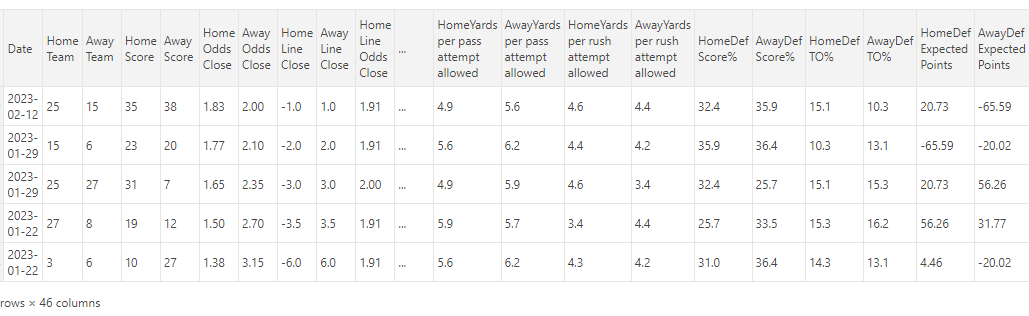 Date Home Team Away Team Home Score Away Score Home Odds Close Away Odds Close Home Line Close Away Line Close Home Line Odds Close ... HomeYards per pass attempt allowed AwayYards per pass attempt allowed HomeYards per rush attempt allowed AwayYards per rush attempt allowed HomeDef Score% AwayDef Score% HomeDef TO% AwayDef TO% HomeDef Expected Points AwayDef Expected Points
2023-02-12 25 15 35 38 1.83 2.00 -1.0 1.0 1.91 ... 4.9 5.6 4.6 4.4 32.4 35.9 15.1 10.3 20.73 -65.59
2023-01-29 15 6 23 20 1.77 2.10 -2.0 2.0 1.91 ... 5.6 6.2 4.4 4.2 35.9 36.4 10.3 13.1 -65.59 -20.02
2023-01-29 25 27 31 7 1.65 2.35 -3.0 3.0 2.00 ... 4.9 5.9 4.6 3.4 32.4 25.7 15.1 15.3 20.73 56.26
2023-01-22 27 8 19 12 1.50 2.70 -3.5 3.5 1.91 ... 5.9 5.7 3.4 4.4 25.7 33.5 15.3 16.2 56.26 31.77
2023-01-22 3 6 10 27 1.38 3.15 -6.0 6.0 1.91 ... 5.6 6.2 4.3 4.2 31.0 36.4 14.3 13.1 4.46 -20.02
rows × 46 columns